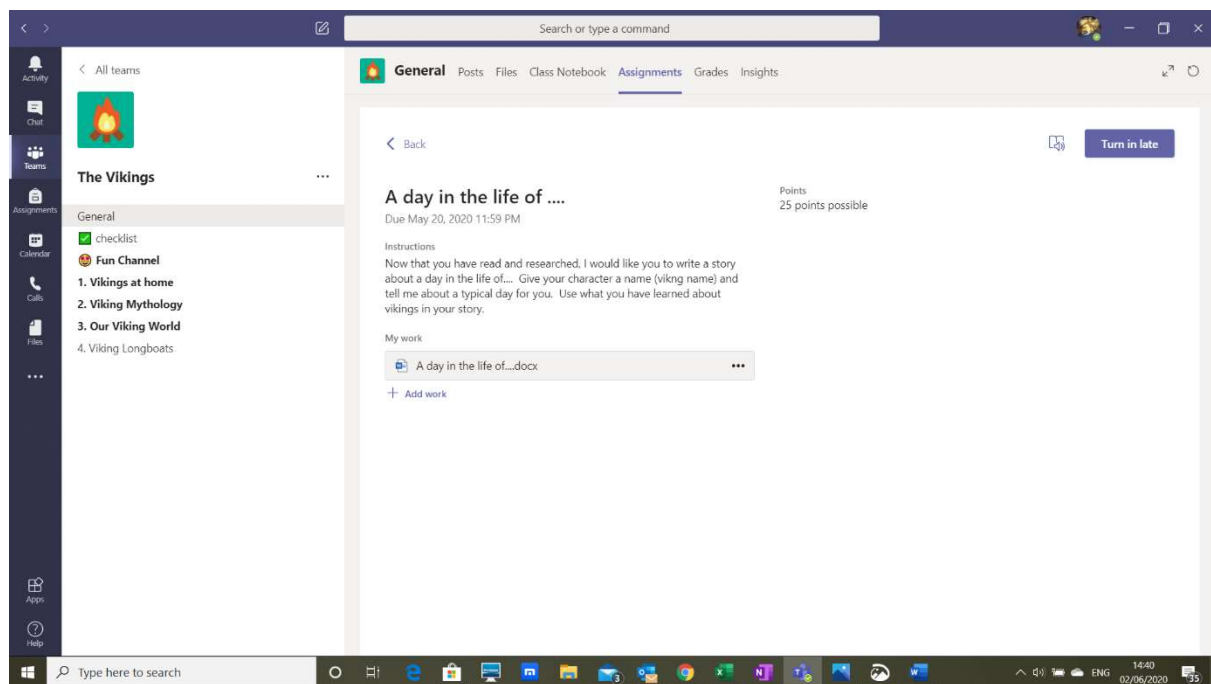 Search or type a command
Activity
Chat
Teams
Assignments
Calendar
Calls
Files
Apps
Help
All teams
The Vikings
General
checklist
Fun Channel
1. Vikings at home
2. Viking Mythology
3. Our Viking World
4. Viking Longboats
General Posts Files Class Notebook Assignments Grades Insights
Back
Turn in late
A day in the life of ....
Due May 20, 2020 11:59 PM
Points
25 points possible
Instructions
Now that you have read and researched, I would like you to write a story
about a day in the life of.... Give your character a name (vikng name) and
tell me about a typical day for you. Use what you have learned about
vikings in your story.
My work
A day in the life of....docx
Add work
Type here to search
ENG
14:40
02/06/2020
35